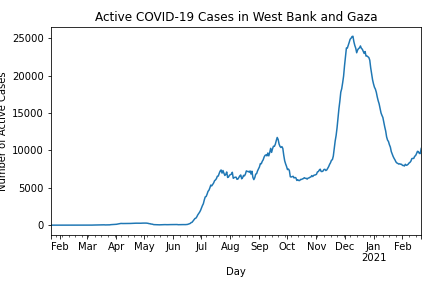 Active COVID-19 Cases in West Bank and Gaza
Number of Active Cases
25000
20000
15000
10000
5000
0
Feb Mar Apr May Jun Jul Aug Sep Oct Nov Dec Jan Feb
2021
Day